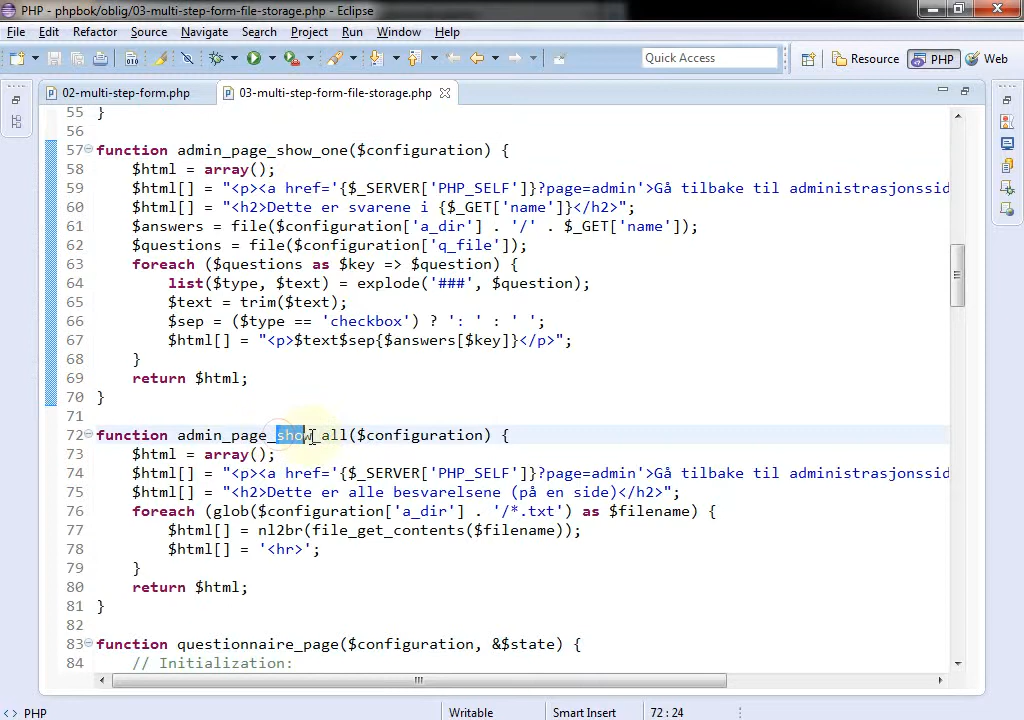 PHP - phpbok/oblig/03-multi-step-form-file-storage.php - Eclipse
File Edit Refactor Source Navigate Search Project Run Window Help
Quick Access Resource PHP Web
02-multi-step-form.php 03-multi-step-form-file-storage.php
55 }
56
57 function admin_page_show_one($configuration) {
58 $html = array();
59 $html[] = "<p><a href='{$_SERVER['PHP_SELF']}?page=admin'>Gå tilbake til administrasjonssid
60 $html[] = "<h2>Dette er svarene i {$_GET['name']}</h2>";
61 $answers = file($configuration['a_dir'] . '/' . $_GET['name']);
62 $questions = file($configuration['q_file']);
63 foreach ($questions as $key => $question) {
64 list($type, $text) = explode('###', $question);
65 $text = trim($text);
66 $sep = ($type == 'checkbox') ? ': ' : ' ';
67 $html[] = "<p>$text$sep{$answers[$key]}</p>";
68 }
69 return $html;
70 }
71
72 function admin_page_show_all($configuration) {
73 $html = array();
74 $html[] = "<p><a href='{$_SERVER['PHP_SELF']}?page=admin'>Gå tilbake til administrasjonssid
75 $html[] = "<h2>Dette er alle besvarelsene (på en side)</h2>";
76 foreach (glob($configuration['a_dir'] . '/*.txt') as $filename) {
77 $html[] = nl2br(file_get_contents($filename));
78 $html[] = '<hr>';
79 }
80 return $html;
81 }
82
83 function questionnaire_page($configuration, &$state) {
84 // Initialization:
PHP Writable Smart Insert 72 : 24